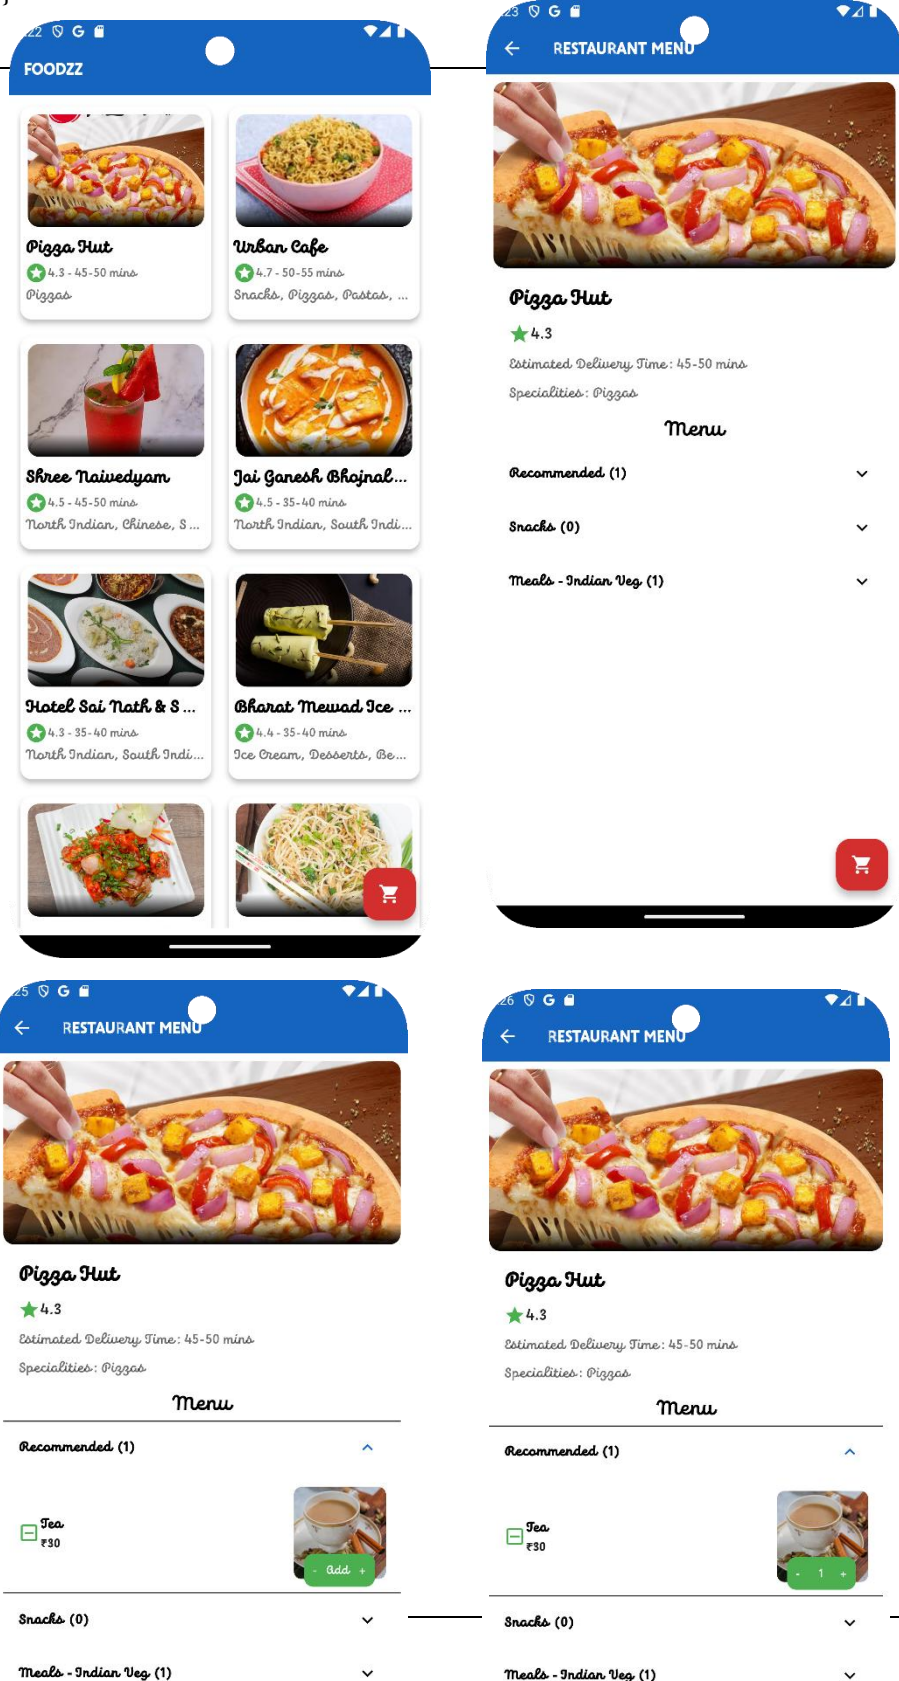 22 G
FOODZZ
Pizza Hut
4.3 - 45-50 mins
Pizzas
Urban Cafe
4.7 - 50-55 mins
Snacks, Pizzas, Pastas, ...
Shree Naivedyam
4.5 - 45-50 mins
North Indian, Chinese, S...
Jai Ganesh Bhojnal...
4.5 - 35-40 mins
North Indian, South Indi...
Hotel Sai Nath & S...
4.3 - 35-40 mins
North Indian, South Indi...
Bharat Mewad Ice ...
4.4 - 35-40 mins
Ice Cream, Desserts, Be...
23 G
RESTAURANT MENU
Pizza Hut
4.3
Estimated Delivery Time: 45-50 mins
Specialities: Pizzas
Menu
Recommended (1)
Snacks (0)
Meals - Indian Veg (1)
25 G
RESTAURANT MENU
Pizza Hut
4.3
Estimated Delivery Time: 45-50 mins
Specialities: Pizzas
Menu
Recommended (1)
Tea
₹30
- Add +
Snacks (0)
Meals - Indian Veg (1)
26 G
RESTAURANT MENU
Pizza Hut
4.3
Estimated Delivery Time: 45-50 mins
Specialities: Pizzas
Menu
Recommended (1)
Tea
₹30
- 1 +
Snacks (0)
Meals - Indian Veg (1)